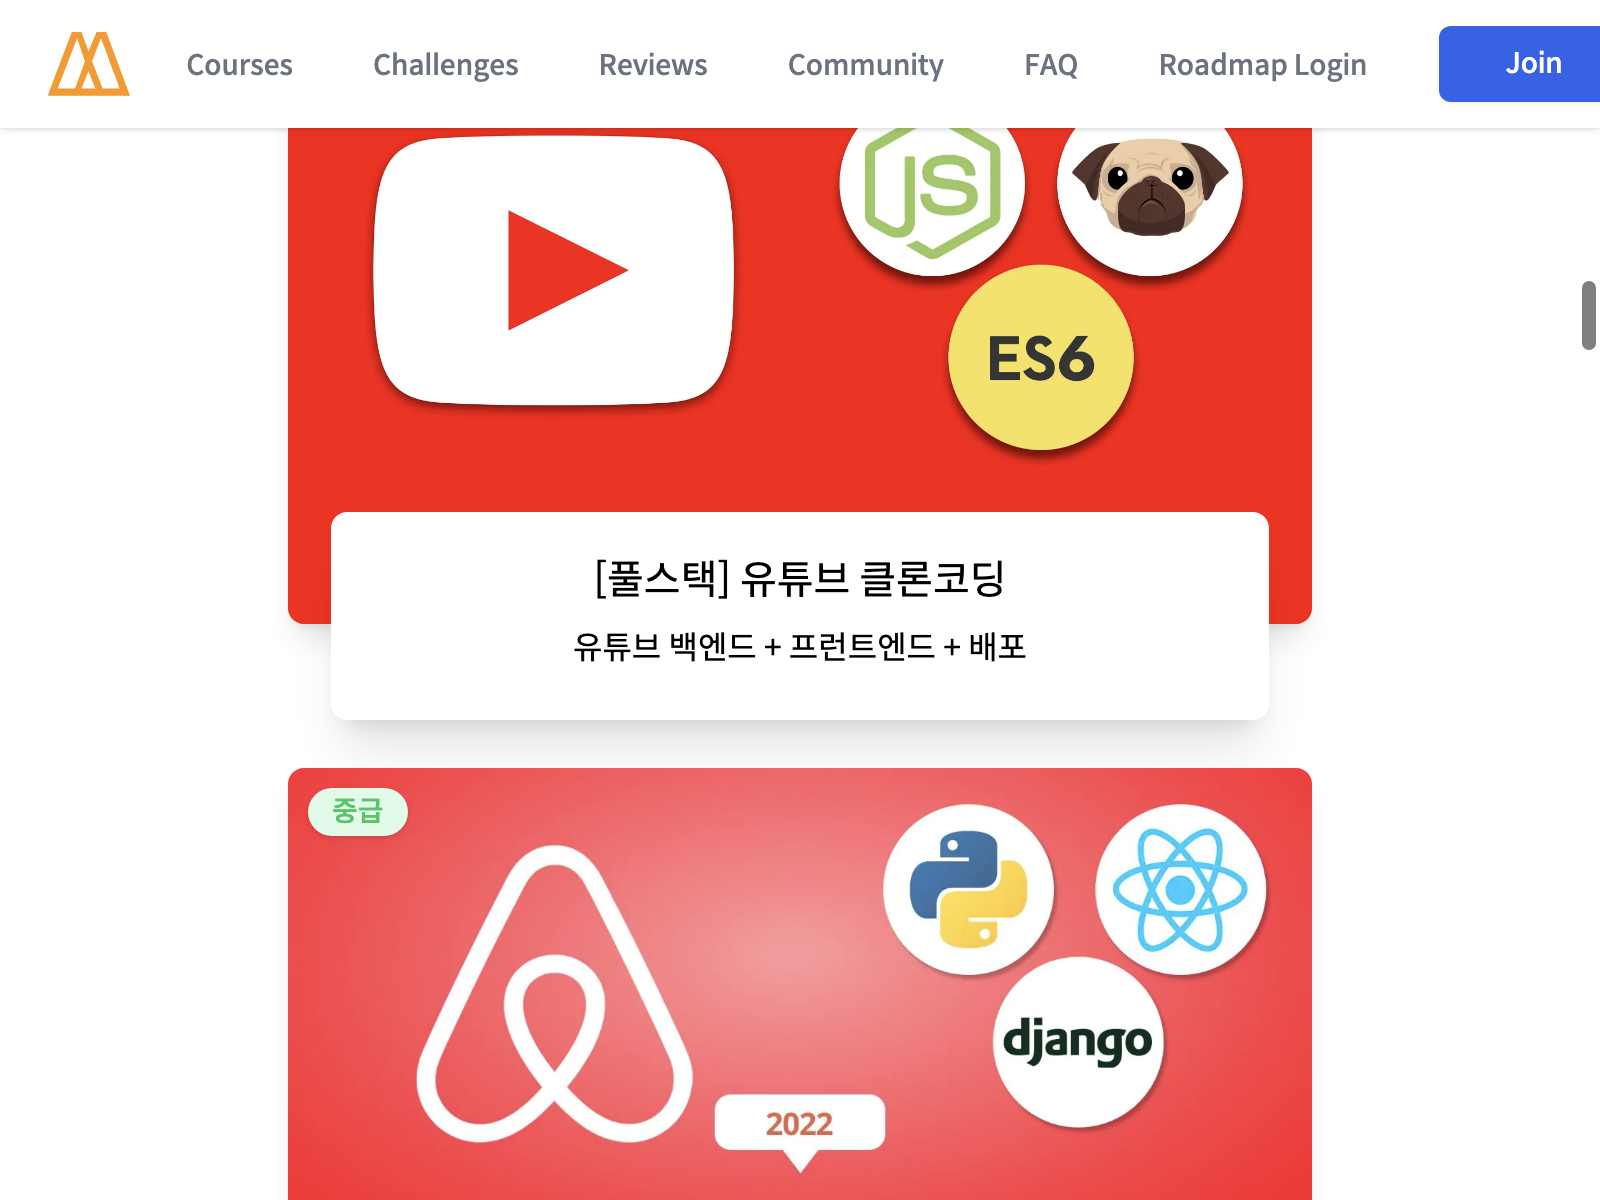 Courses Challenges Reviews Community FAQ Roadmap Login Join
JS
ES6
[풀스택] 유튜브 클론코딩
유튜브 백엔드 + 프런트엔드 + 배포
중급
django
2022